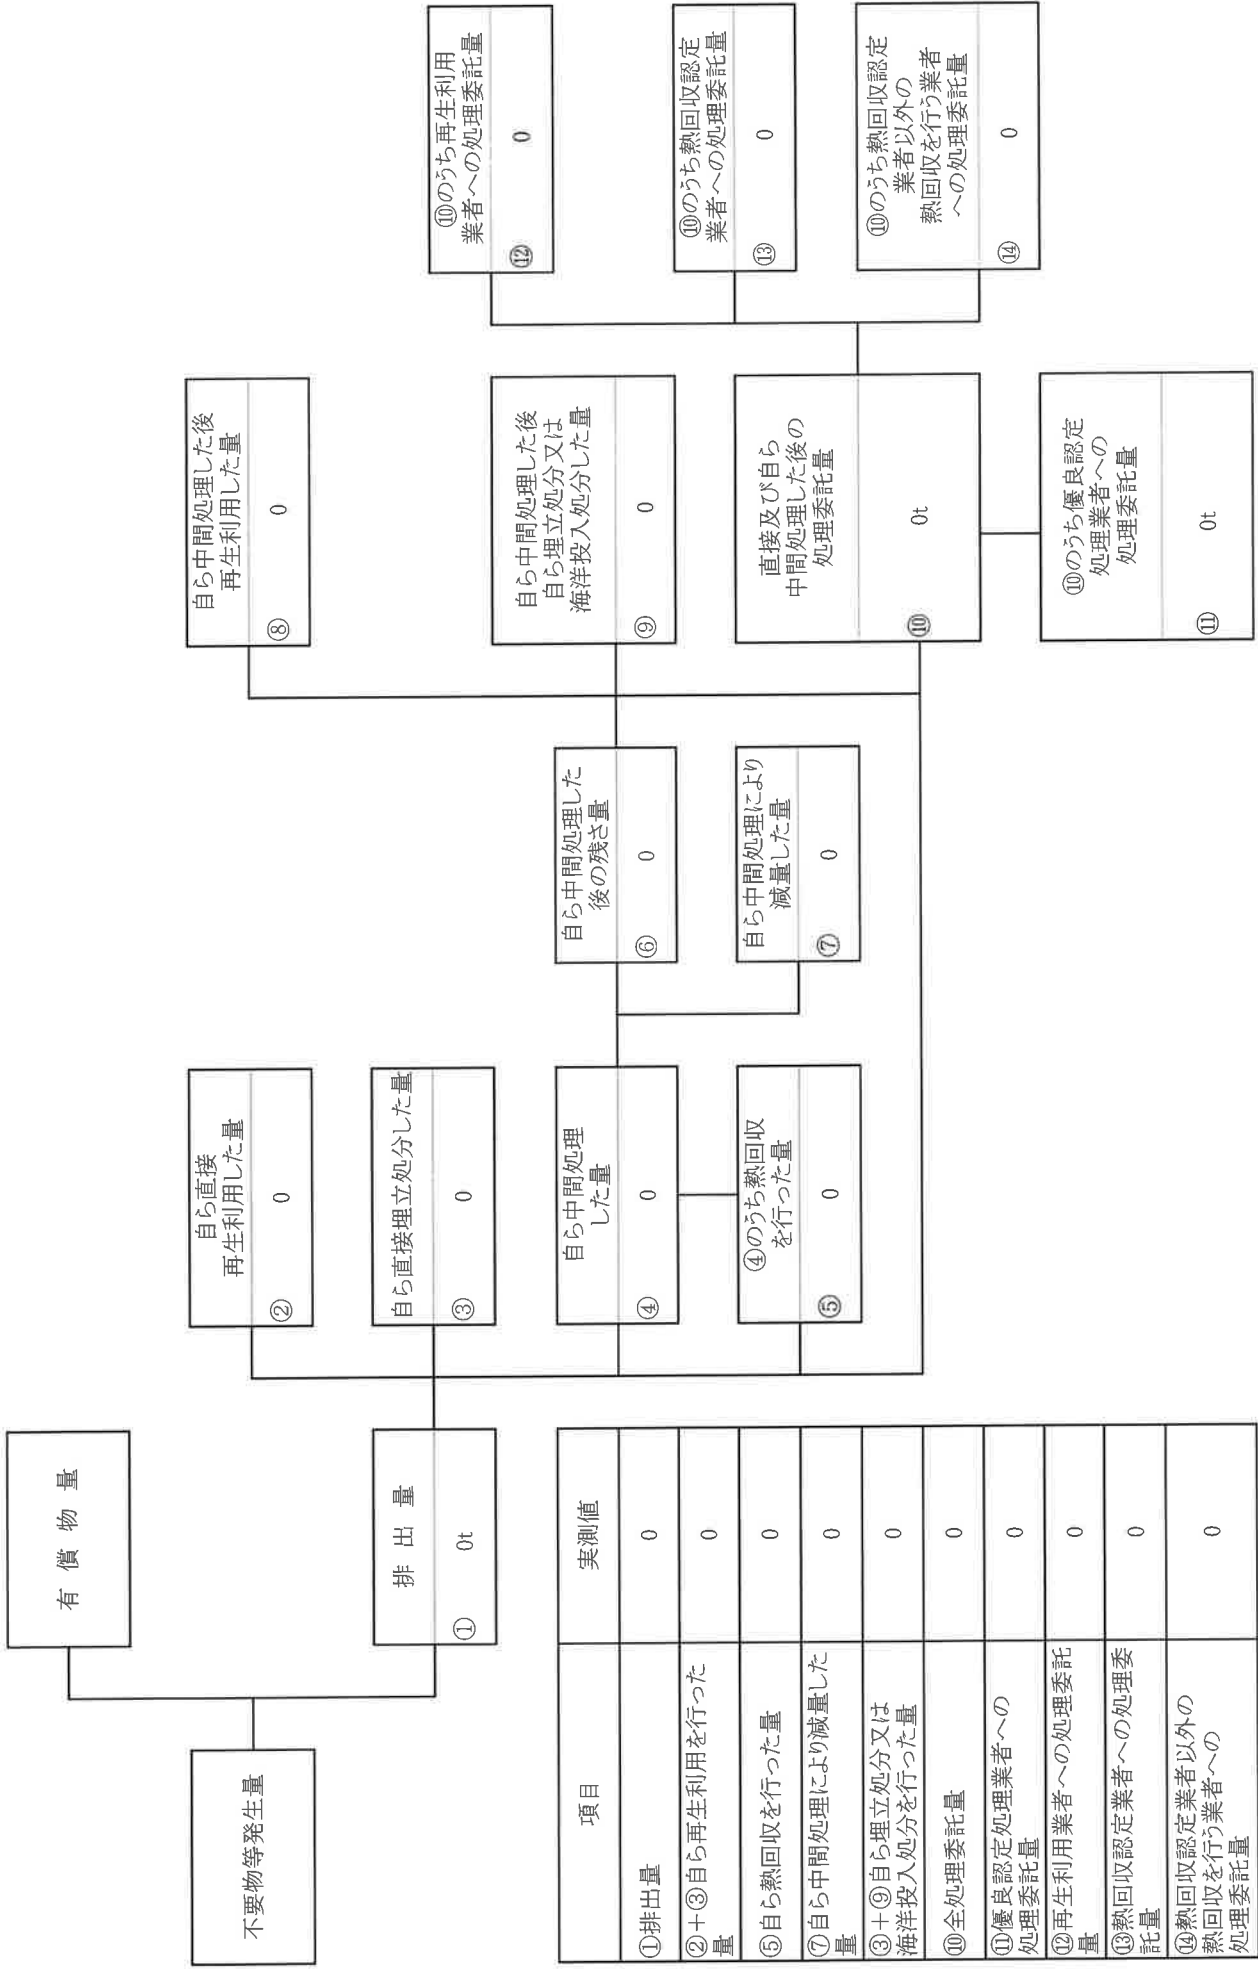 不要物等発生量
有償物量
排出量
① 0t
自ら直接
再生利用した量
② 0
自ら直接埋立処分した量
③ 0
自ら中間処理
した量
④ 0
④のうち熱回収
を行った量
⑤ 0
自ら中間処理した
後の残さ量
⑥ 0
自ら中間処理により
減量した量
⑦ 0
自ら中間処理した後
再生利用した量
⑧ 0
自ら中間処理した後
自ら埋立処分又は
海洋投入処分した量
⑨ 0
直接及び自ら
中間処理した後の
処理委託量
⑩ 0t
⑩のうち優良認定
処理業者への
処理委託量
⑪ 0t
⑩のうち再生利用
業者への処理委託量
⑫ 0
⑩のうち熱回収認定
業者への処理委託量
⑬ 0
⑩のうち熱回収認定
業者以外の
熱回収を行う業者
への処理委託量
⑭ 0
項目 実測値
①排出量 0
②+③自ら再生利用を行った
量 0
⑤自ら熱回収を行った量 0
⑦自ら中間処理により減量した
量 0
③+⑨自ら埋立処分又は
海洋投入処分を行った量 0
⑩全処理委託量 0
⑪優良認定処理業者への
処理委託量 0
⑫再生利用業者への処理委託
量 0
⑬熱回収認定業者への処理委
託量 0
⑭熱回収認定業者以外の
熱回収を行う業者への
処理委託量 0